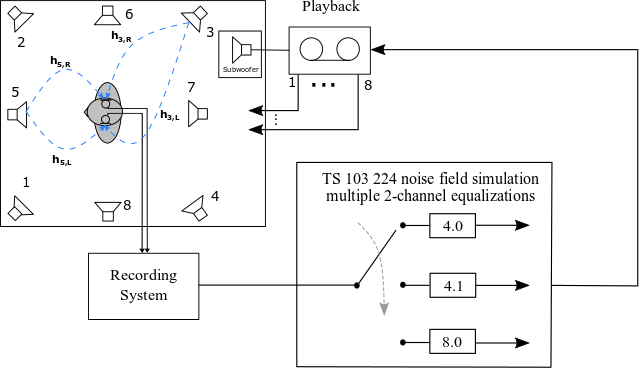 Playback
6
2
3
h3,R
Subwoofer
h5,R
5
7
1
8
h3,L
h5,L
1
8
4
TS 103 224 noise field simulation
multiple 2-channel equalizations
4.0
Recording
System
4.1
8.0